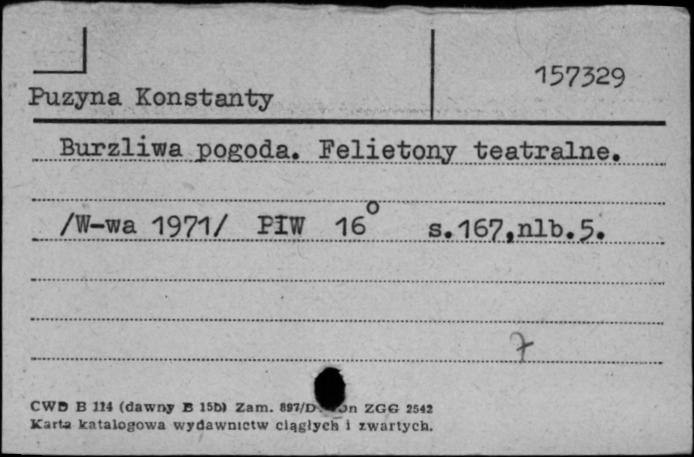 157329
Puzyna Konstanty
Burzliwa pogoda. Felietony teatralne.
/W-wa 1971/ PIW 16° s.167,nlb.5.
7
CWD B 114 (dawny B 15b) Zam. 897/D ZGG 2542
Karta katalogowa wydawnictw ciągłych i zwartych.